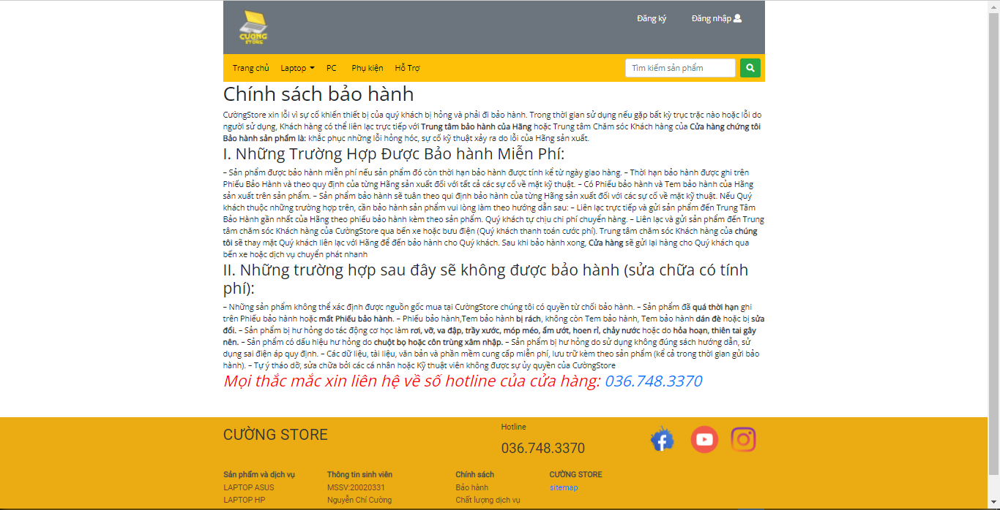 CƯỜNG
STORE
Đăng ký
Đăng nhập
Trang chủ
Laptop
PC
Phụ kiện
Hỗ Trợ
Tìm kiếm sản phẩm
Chính sách bảo hành
CườngStore xin lỗi vì sự cố khiến thiết bị của quý khách bị hỏng và phải đi bảo hành. Trong thời gian sử dụng nếu gặp bất kỳ trục trặc nào hoặc lỗi do
người sử dụng, Khách hàng có thể liên lạc trực tiếp với Trung tâm bảo hành của Hãng hoặc Trung tâm Chăm sóc Khách hàng của Cửa hàng chứng tôi
Bảo hành sản phẩm là: khắc phục những lỗi hỏng hóc, sự cố kỹ thuật xảy ra do lỗi của Hãng sản xuất.
I. Những Trường Hợp Được Bảo hành Miễn Phí:
– Sản phẩm được bảo hành miễn phí nếu sản phẩm đó còn thời hạn bảo hành được tính kể từ ngày giao hàng. – Thời hạn bảo hành được ghi trên
Phiếu Bảo Hành và theo quy định của từng Hãng sản xuất đối với tất cả các sự cố về mặt kỹ thuật. – Có Phiếu bảo hành và Tem bảo hành của Hãng
sản xuất trên sản phẩm. – Sản phẩm bảo hành sẽ tuân theo qui định bảo hành của từng Hãng sản xuất đối với các sự cố về mặt kỹ thuật. Nếu Quý
khách thuộc những trường hợp trên, cần bảo hành sản phẩm vui lòng làm theo hướng dẫn sau: – Liên lạc trực tiếp và gửi sản phẩm đến Trung Tâm
Bảo Hành gần nhất của Hãng theo phiếu bảo hành kèm theo sản phẩm. Quý khách tự chịu chi phí chuyển hàng. – Liên lạc và gửi sản phẩm đến Trung
tâm chăm sóc Khách hàng của CườngStore qua bến xe hoặc bưu điện (Quý khách thanh toán cước phí). Trung tâm chăm sóc Khách hàng của chúng
tôi sẽ thay mặt Quý khách liên lạc với Hãng để đến bảo hành cho Quý khách. Sau khi bảo hành xong, Cửa hàng sẽ gửi lại hàng cho Quý khách qua
bến xe hoặc dịch vụ chuyển phát nhanh
II. Những trường hợp sau đây sẽ không được bảo hành (sửa chữa có tính
phí):
– Những sản phẩm không thể xác định được nguồn gốc mua tại CườngStore chúng tôi có quyền từ chối bảo hành. – Sản phẩm đã quá thời hạn ghi
trên Phiếu bảo hành hoặc mất Phiếu bảo hành. – Phiếu bảo hành,Tem bảo hành bị rách, không còn Tem bảo hành, Tem bảo hành dán đè hoặc bị sửa
đổi. – Sản phẩm bị hư hỏng do tác động cơ học làm rơi, vỡ, va đập, trầy xước, móp méo, ẩm ướt, hoen rỉ, chảy nước hoặc do hỏa hoạn, thiên tai gây
nên. – Sản phẩm có dấu hiệu hư hỏng do chuột bọ hoặc côn trùng xâm nhập. – Sản phẩm bị hư hỏng do sử dụng không đúng sách hướng dẫn, sử
dụng sai điện áp quy định. – Các dữ liệu, tài liệu, văn bản và phần mềm cung cấp miễn phí, lưu trữ kèm theo sản phẩm (kể cả trong thời gian gửi bảo
hành). – Tự ý tháo dỡ, sửa chữa bởi các cá nhân hoặc Kỹ thuật viên không được sự ủy quyền của CườngStore
Mọi thắc mắc xin liên hệ về số hotline của cửa hàng: 036.748.3370
CƯỜNG STORE
Hotline
036.748.3370
Sản phẩm và dịch vụ
LAPTOP ASUS
LAPTOP HP
Thông tin sinh viên
MSSV:20020331
Nguyễn Chí Cường
Chính sách
Bảo hành
Chất lượng dịch vụ
CƯỜNG STORE
sitemap